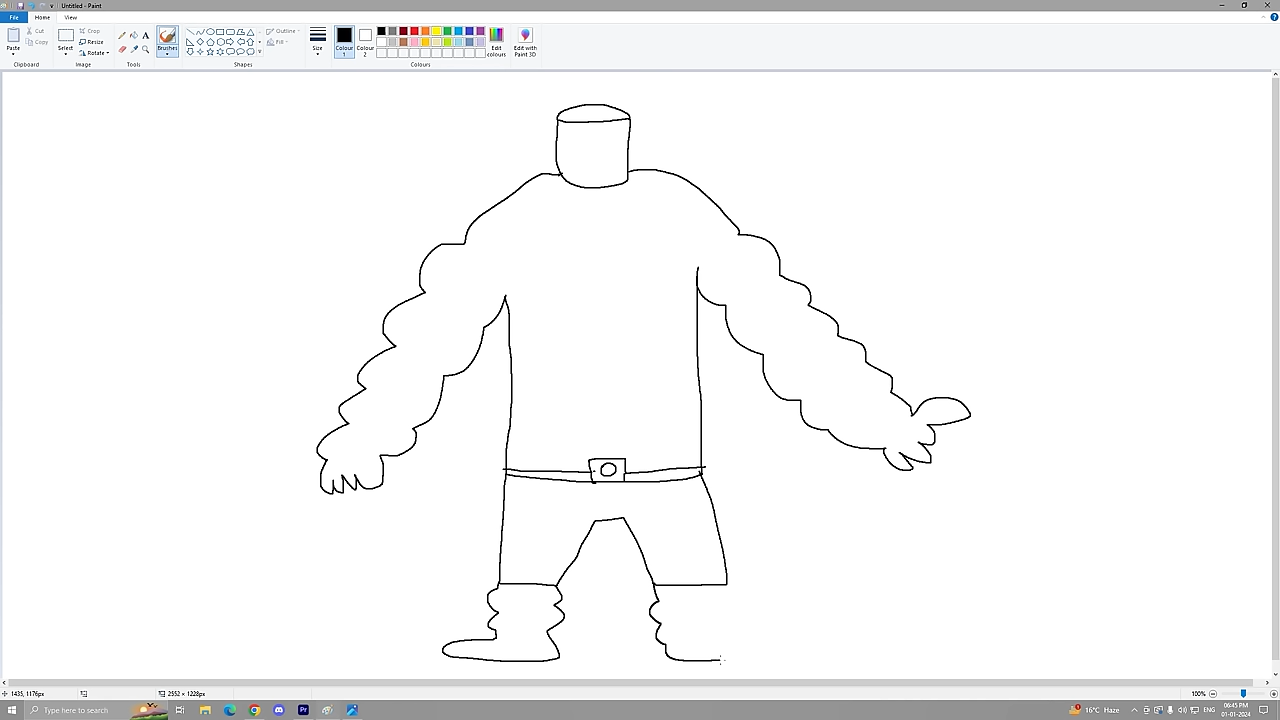 Untitled - Paint
File Home View
Paste
Cut
Copy
Clipboard
Select
Crop
Resize
Rotate
Image
Tools
Brushes
Outline
Fill
Shapes
Size
Colour 1
Colour 2
Edit colours
Edit with Paint 3D
Colours
1435, 1176px
2552 × 1228px
100%
Type here to search
16°C Haze
ENG
06:45 PM
01-01-2024